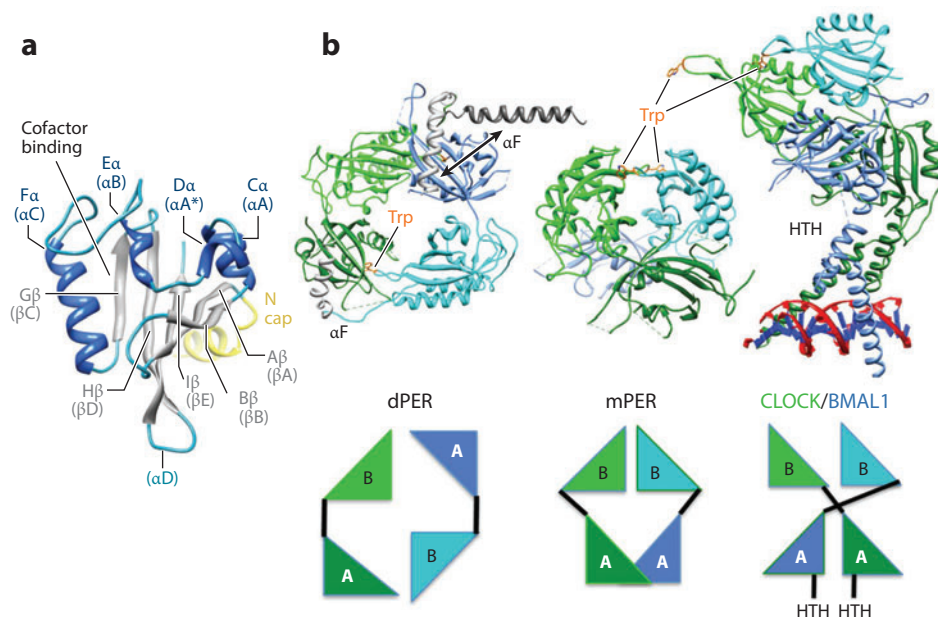 a
Cofactor
binding
Eα
(αB)
Dα
(αA*)
Cα
(αA)
Fα
(αC)
Gβ
(βC)
N
cap
Hβ
(βD)
Iβ
(βE)
Bβ
(βB)
Aβ
(βA)
(αD)
b
αF
Trp
αF
Trp
HTH
dPER
mPER
CLOCK/BMAL1
B
A
A
B
B
B
A
A
B
B
A
A
HTH
HTH